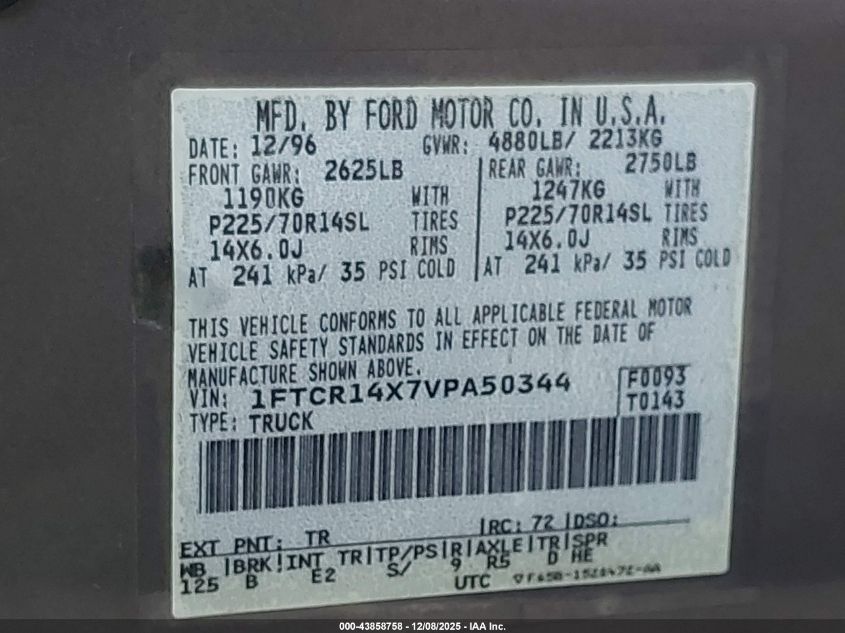 MFD. BY FORD MOTOR CO. IN U.S.A.
DATE: 12/96 GVWR: 4880LB/ 2213KG
FRONT GAWR: 2625LB REAR GAWR: 2750LB
1190KG WITH 1247KG WITH
P225/70R14SL TIRES P225/70R14SL TIRES
14X6.0J RIMS 14X6.0J RIMS
AT 241 kPa/ 35 PSI COLD AT 241 kPa/ 35 PSI COLD
THIS VEHICLE CONFORMS TO ALL APPLICABLE FEDERAL MOTOR
VEHICLE SAFETY STANDARDS IN EFFECT ON THE DATE OF
MANUFACTURE SHOWN ABOVE.
VIN: 1FTCR14X7VPA50344 F0093
TYPE: TRUCK T0143
EXT PNT: TR RC: 72 DSO:
WB BRK INT TR TP/PS R AXLE TR SPR
125 B E2 S/ 9 R5 D HE
UTC
000-43858758 - 12/08/2025 - IAA Inc.